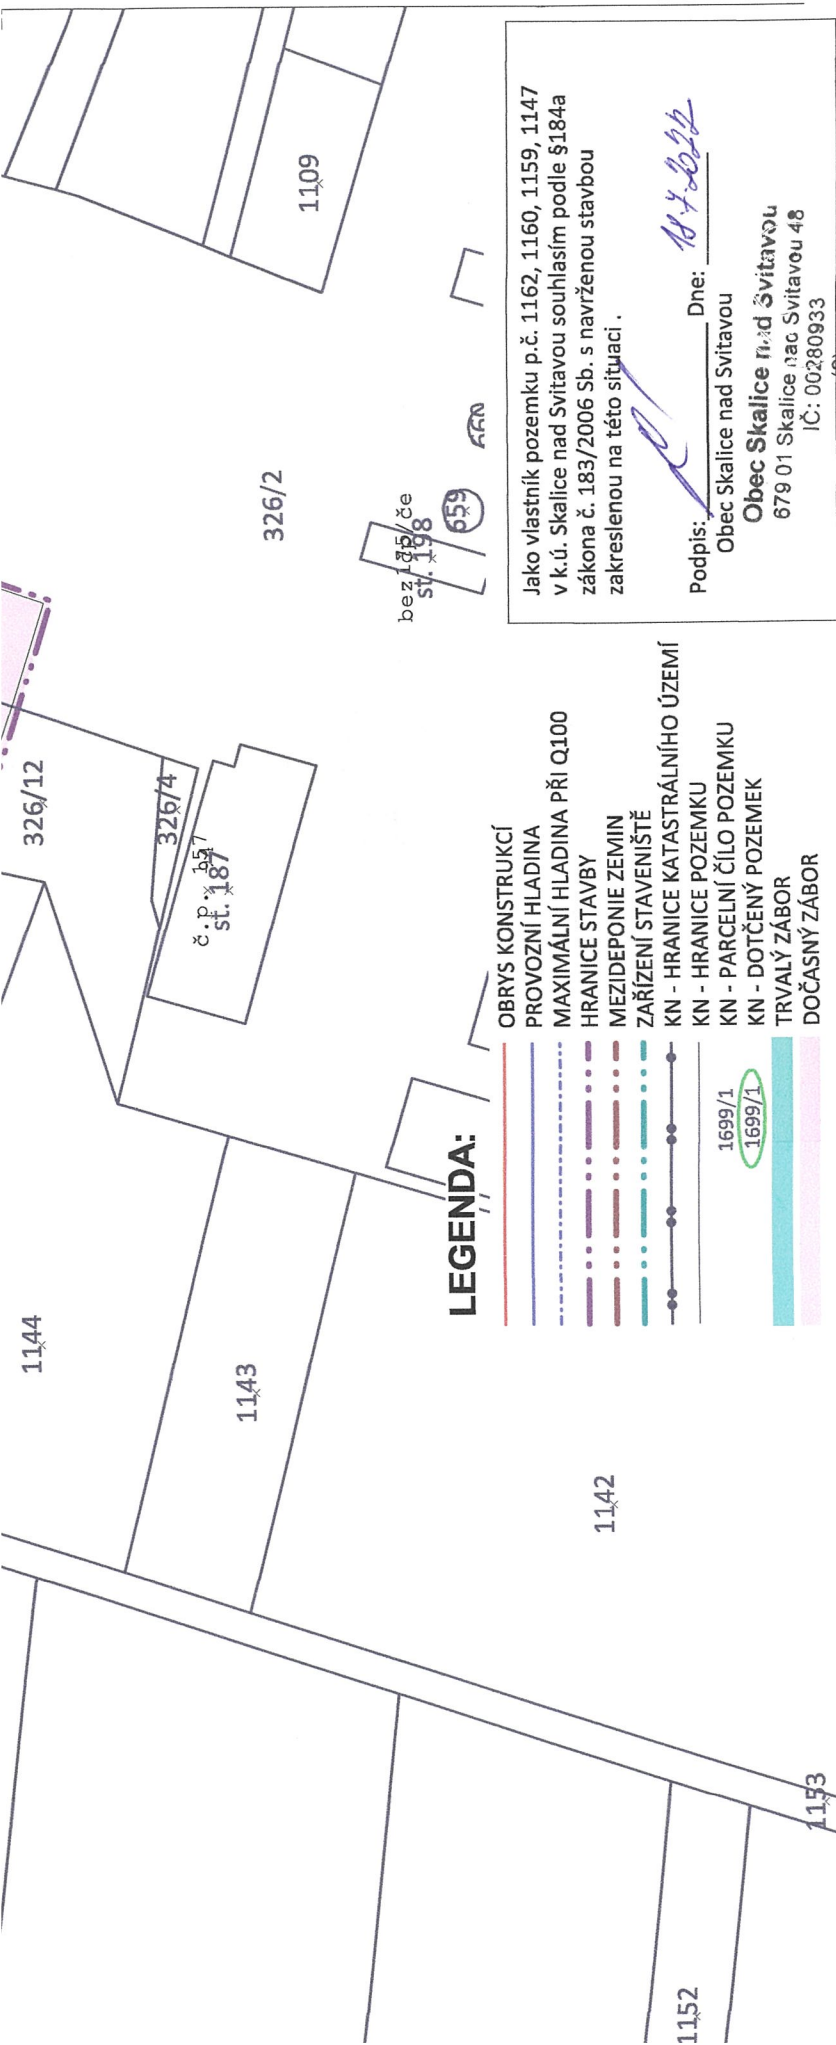 1109
326/2
326/12
326/4
č.p. 157
st. 187
bez čp/če
st. 198
659
1144
1143
1142
1153
1152
LEGENDA:
OBRYS KONSTRUKCÍ
PROVOZNÍ HLADINA
MAXIMÁLNÍ HLADINA PŘI Q100
HRANICE STAVBY
MEZIDEPONIE ZEMIN
ZAŘÍZENÍ STAVENIŠTĚ
KN - HRANICE KATASTRÁLNÍHO ÚZEMÍ
KN - HRANICE POZEMKU
1699/1 KN - PARCELNÍ ČÍLO POZEMKU
1699/1 KN - DOTČENÝ POZEMEK
TRVALÝ ZÁBOR
DOČASNÝ ZÁBOR
Jako vlastník pozemku p.č. 1162, 1160, 1159, 1147
v k.ú. Skalice nad Svitavou souhlasím podle §184a
zákona č. 183/2006 Sb. s navrženou stavbou
zakreslenou na této situaci .
Podpis: Dne: 18.7.2022
Obec Skalice nad Svitavou
Obec Skalice nad Svitavou
679 01 Skalice nad Svitavou 48
IČ: 00280933